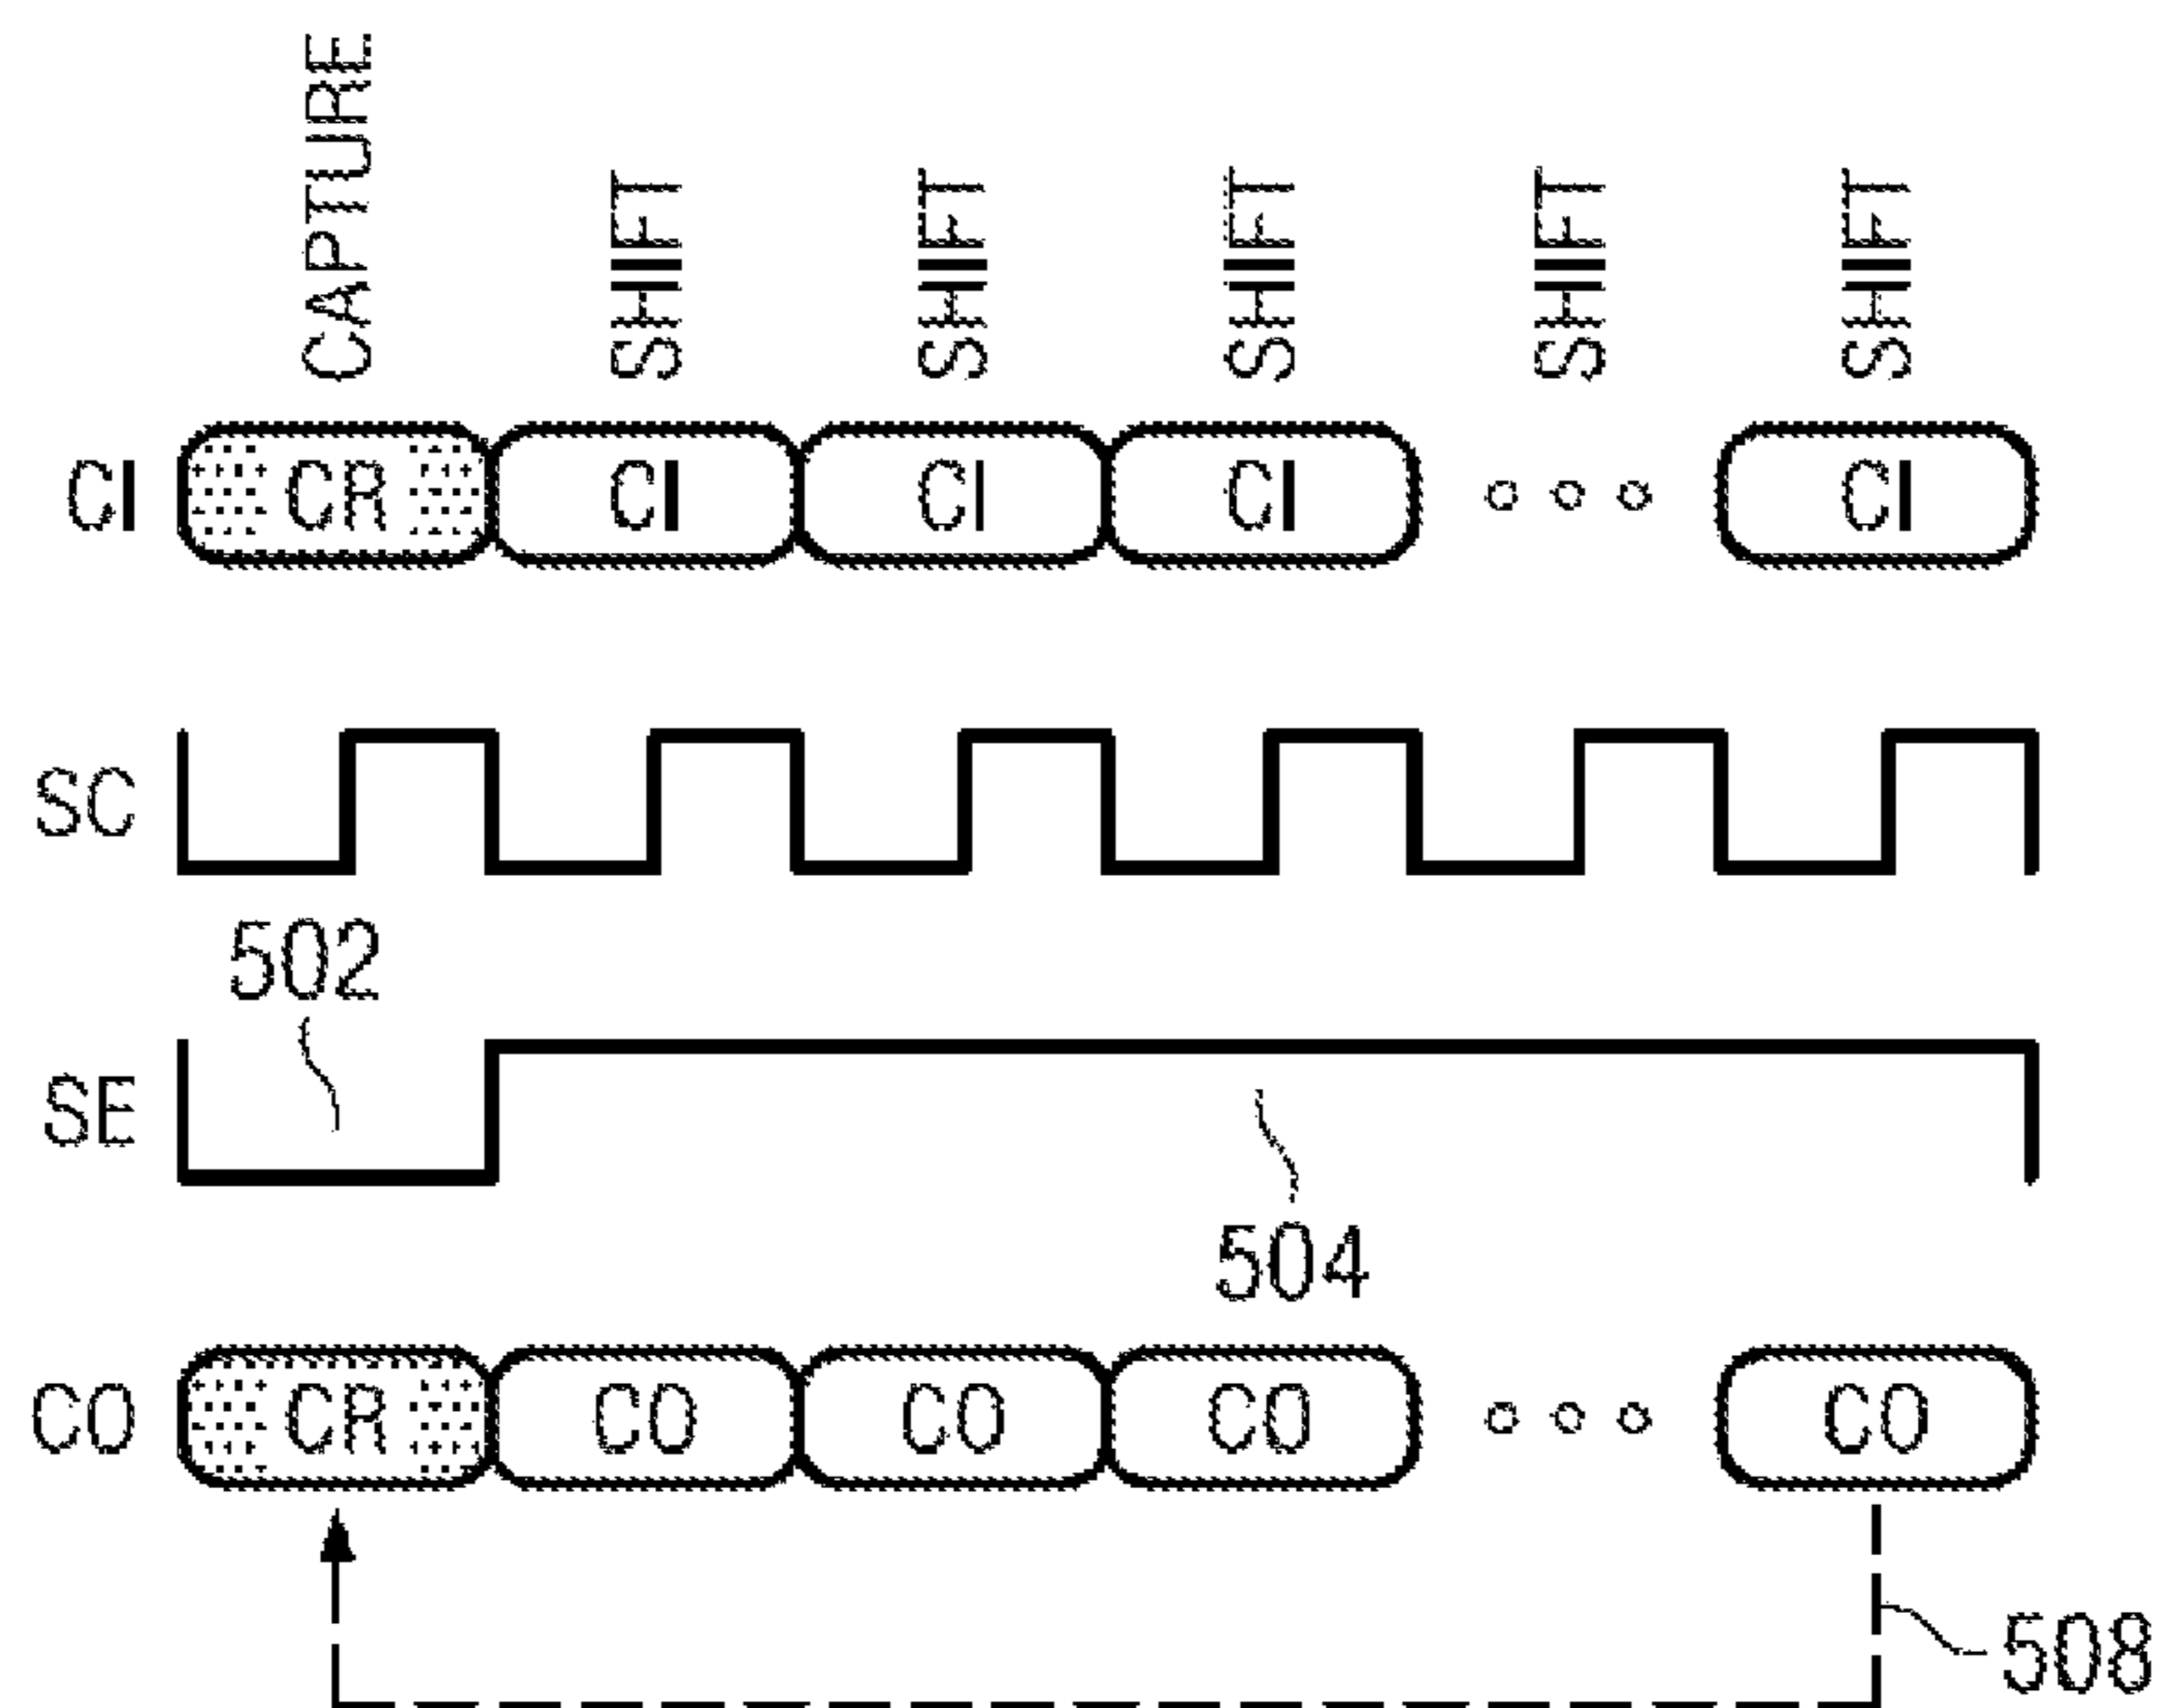 CAPTURE SHIFT SHIFT SHIFT SHIFT SHIFT
CI CR CI CI CI CI
SC
502
SE
504
CO CR CO CO CO CO
508